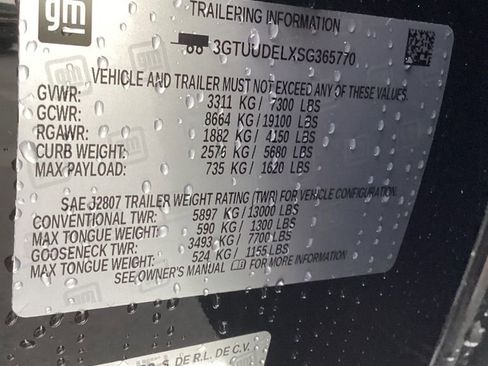 gm
TRAILERING INFORMATION
3GTUUDELXSG365770
VEHICLE AND TRAILER MUST NOT EXCEED ANY OF THESE VALUES.
GVWR: 3311 KG / 7300 LBS
GCWR: 8664 KG / 19100 LBS
RGAWR: 1882 KG / 4150 LBS
CURB WEIGHT: 2576 KG / 5680 LBS
MAX PAYLOAD: 735 KG / 1620 LBS
SAE J2807 TRAILER WEIGHT RATING (TWR) FOR VEHICLE CONFIGURATION.
CONVENTIONAL TWR: 5897 KG / 13000 LBS
MAX TONGUE WEIGHT: 590 KG / 1300 LBS
GOOSENECK TWR: 3493 KG / 7700 LBS
MAX TONGUE WEIGHT: 524 KG / 1155 LBS
SEE OWNER'S MANUAL FOR MORE INFORMATION
S. DE R.L. DE C.V.